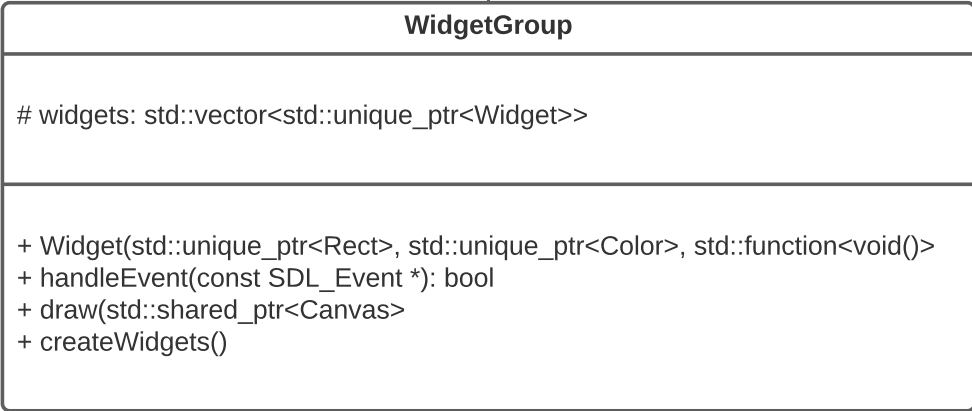 WidgetGroup
# widgets: std::vector<std::unique_ptr<Widget>>
+ Widget(std::unique_ptr<Rect>, std::unique_ptr<Color>, std::function<void()>
+ handleEvent(const SDL_Event *): bool
+ draw(std::shared_ptr<Canvas>
+ createWidgets()